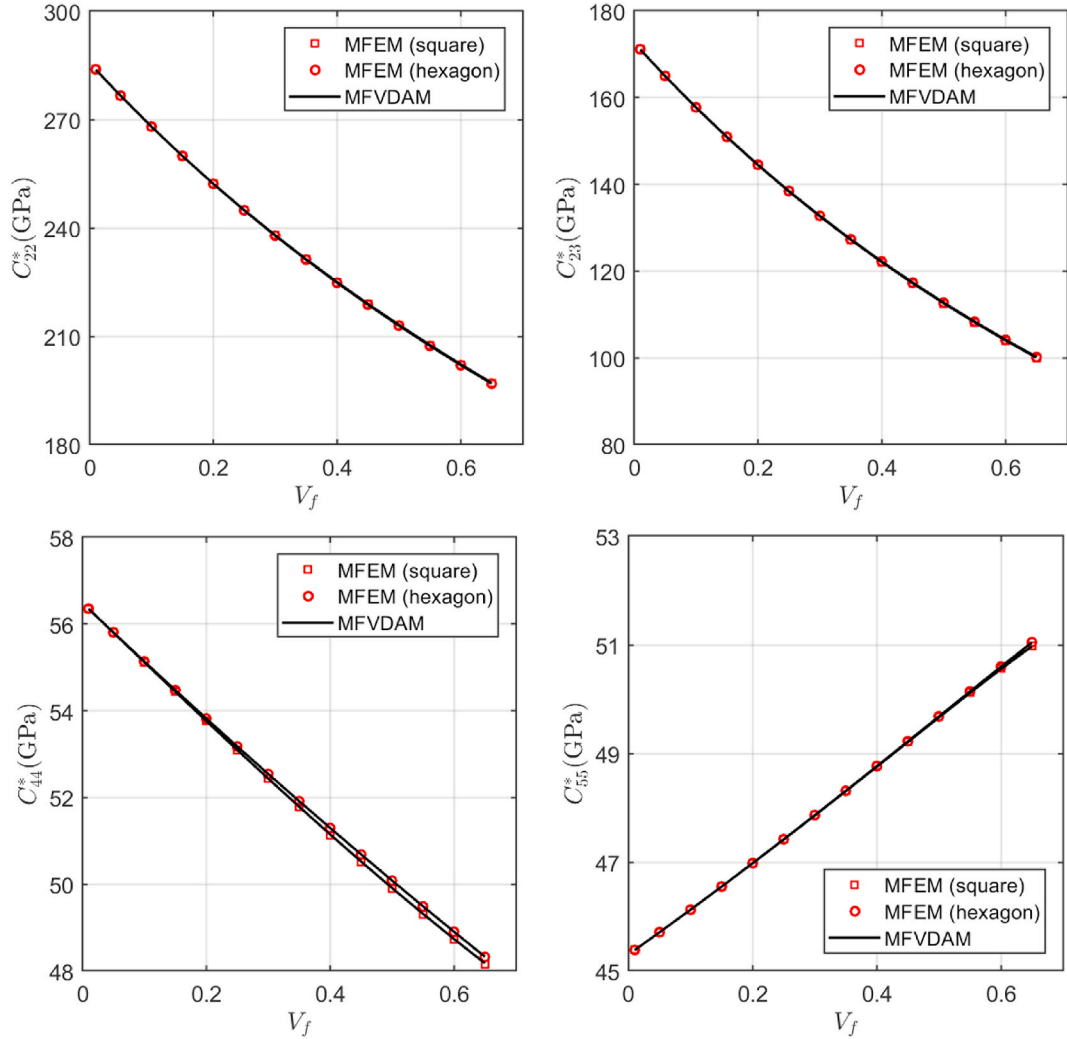 300
270
240
210
180
C*22(GPa)
0
0.2
0.4
0.6
Vf
MFEM (square)
MFEM (hexagon)
MFVDAM
180
160
140
120
100
80
C*23(GPa)
0
0.2
0.4
0.6
Vf
MFEM (square)
MFEM (hexagon)
MFVDAM
58
56
54
52
50
48
C*44(GPa)
0
0.2
0.4
0.6
Vf
MFEM (square)
MFEM (hexagon)
MFVDAM
53
51
49
47
45
C*55(GPa)
0
0.2
0.4
0.6
Vf
MFEM (square)
MFEM (hexagon)
MFVDAM